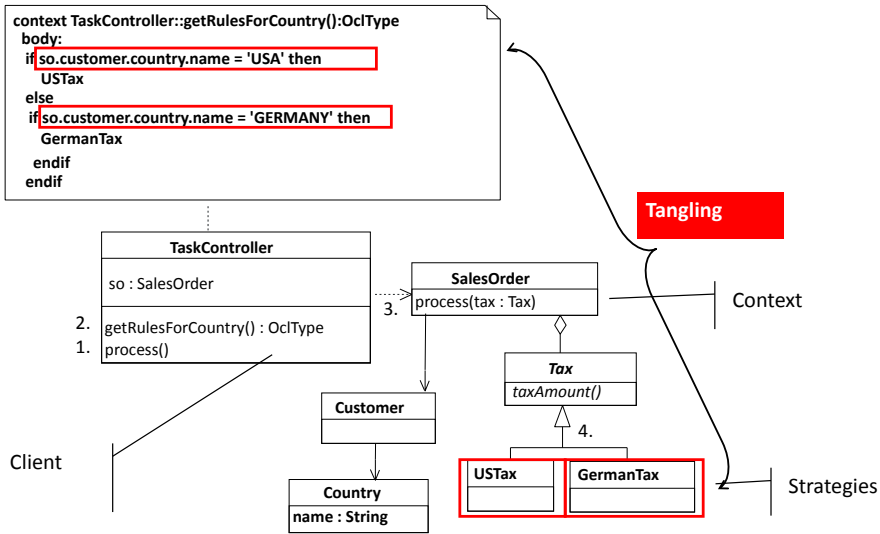 context TaskController::getRulesForCountry():OclType
body:
if so.customer.country.name = 'USA' then
USTax
else
if so.customer.country.name = 'GERMANY' then
GermanTax
endif
endif
Tangling
TaskController
so : SalesOrder
SalesOrder
process(tax : Tax)
3.
Context
2.
getRulesForCountry() : OclType
1.
process()
Tax
taxAmount()
Customer
4.
Client
USTax
GermanTax
Strategies
Country
name : String